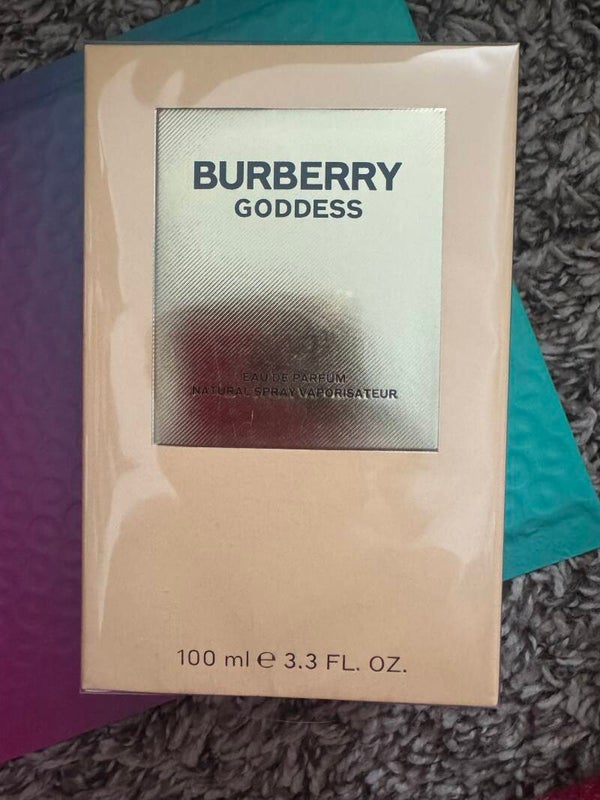 BURBERRY
GODDESS
EAU DE PARFUM
NATURAL SPRAY VAPORISATEUR
100 ml ℮ 3.3 FL. OZ.